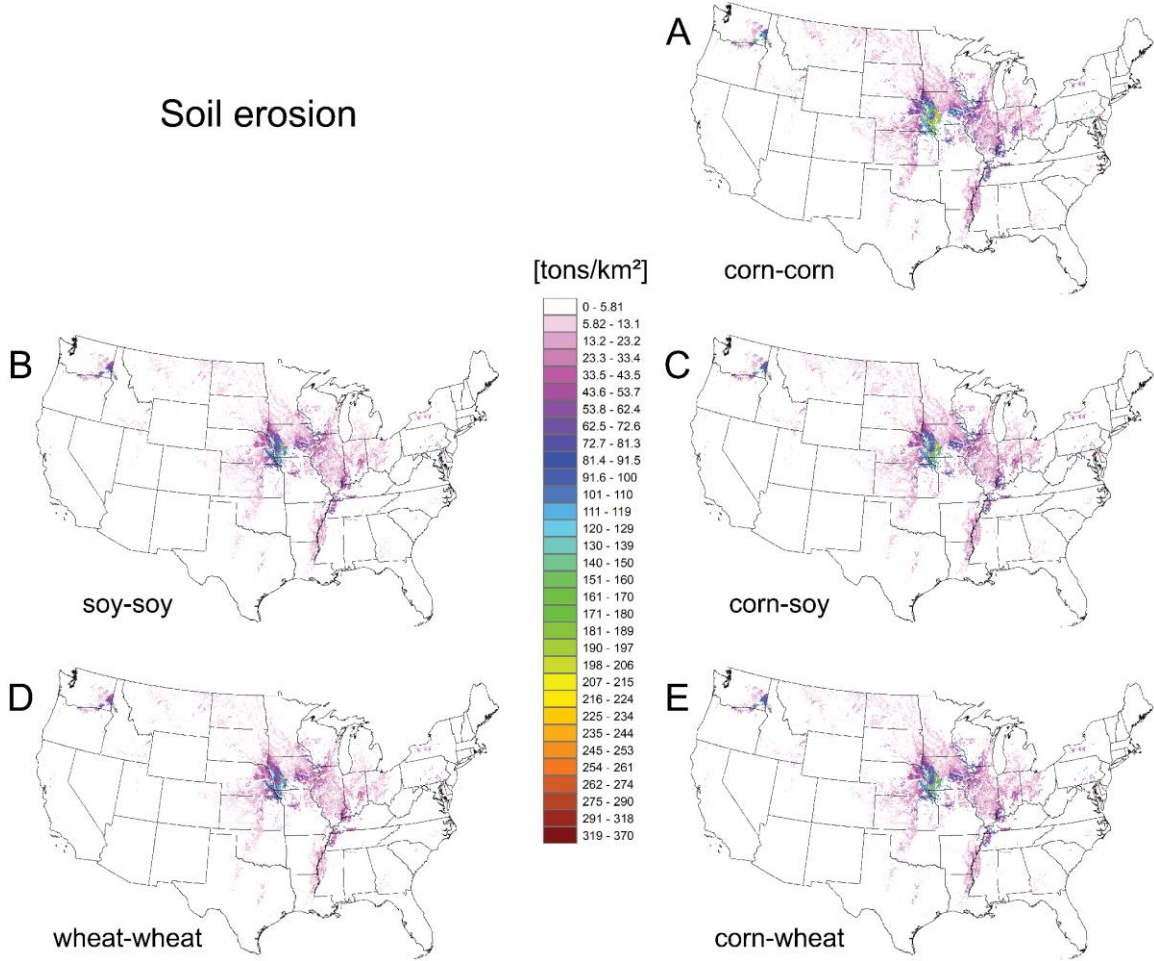 Soil erosion
A
corn-corn
[tons/km²]
0 - 5.81
5.82 - 13.1
13.2 - 23.2
23.3 - 33.4
33.5 - 43.5
43.6 - 53.7
53.8 - 62.4
62.5 - 72.6
72.7 - 81.3
81.4 - 91.5
91.6 - 100
101 - 110
111 - 119
120 - 129
130 - 139
140 - 150
151 - 160
161 - 170
171 - 180
181 - 189
190 - 197
198 - 206
207 - 215
216 - 224
225 - 234
235 - 244
245 - 253
254 - 261
262 - 274
275 - 290
291 - 318
319 - 370
B
soy-soy
C
corn-soy
D
wheat-wheat
E
corn-wheat